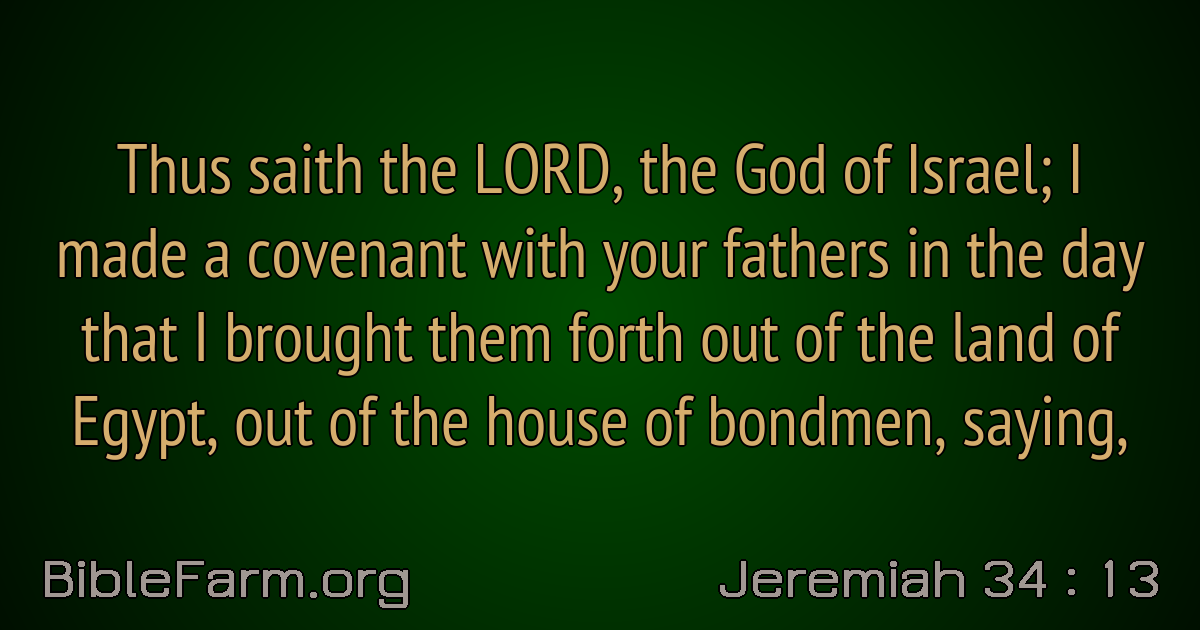 Thus saith the LORD, the God of Israel; I
made a covenant with your fathers in the day
that I brought them forth out of the land of
Egypt, out of the house of bondmen, saying,
BibleFarm.org
Jeremiah 34 : 13